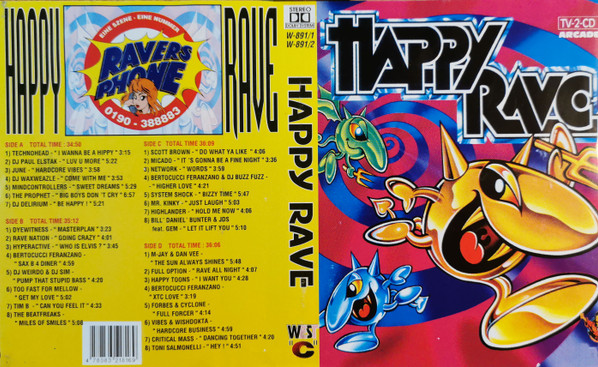 HAPPY
EINE SZENE - EINE NUMMER
RAVERS
PHONE
0190 - 388883
RAVE
SIDE A TOTAL TIME : 34:50
1) TECHNOHEAD - " I WANNA BE A HIPPY " 3:15
2) DJ PAUL ELSTAK - " LUV U MORE " 5:22
3) JUNE - " HARDCORE VIBES " 3:58
4) DJ WAXWEAZLE - " COME WITH ME " 3:53
5) MINDCONTROLLERS - " SWEET DREAMS " 5:29
6) THE PROPHET - " BIG BOYS DON 'T CRY " 6:57
7) DJ DELIRIUM - " BE HAPPY ! " 5:21
SIDE B TOTAL TIME 35:12
1) DYEWITNESS - " MASTERPLAN " 3:23
2) RAVE NATION - " GOING CRAZY " 4:01
3) HYPERACTIVE - " WHO IS ELVIS ? " 3:45
4) BERTOCUCCI FERANZANO -
" SAX 8 4 DINER " 4:59
5) DJ WEIRDO & DJ SIM -
" PUMP THAT STUPID BASS " 4:20
6) TOO FAST FOR MELLOW -
" GET MY LOVE " 5:02
7) TIM B - " CAN YOU FEEL IT " 4:33
8) THE BEATFREAKS -
" MILES OF SMILES " 5:08
SIDE C TOTAL TIME 36:09
1) SCOTT BROWN - " DO WHAT YA LIKE " 4:06
2) MICADO - " IT 'S GONNA BE A FINE NIGHT " 3:36
3) NETWORK - " WORDS " 3:59
4) BERTOCUCCI FERANZANO & DJ BUZZ FUZZ -
- " HIGHER LOVE " 4:21
5) SYSTEM SHOCK - " BIZZY TIME " 5:47
6) MR. KINKY - " JUST LAUGH " 5:03
7) HIGHLANDER - " HOLD ME NOW " 4:06
8) BILL' DANIEL' BUNTER & JDS
feat. GEM - " LET IT LIFT YOU " 5:10
SIDE D TOTAL TIME : 36:06
1) M-JAY & DAN VEE -
" THE SUN ALWAYS SHINES " 5:48
2) FULL OPTION - " RAVE ALL NIGHT " 4:07
3) HAPPY TOONS - " I WANT YOU " 4:28
4) BERTOCUCCI FERANZANO -
" XTC LOVE " 3:19
5) FORBES & CYCLONE -
" FULL FORCER " 4:14
6) VIBES & WISHDOKTA -
" HARDCORE BUSINESS " 4:59
7) CRITICAL MASS - " DANCING TOGETHER " 4:20
8) TONI SALMONELLI - " HEY ! " 4:51
STEREO
W-891/1
W-891/2
HAPPY RAVE
W S
C
TV-2-CD
ARCADE
HAPPY
RAVE